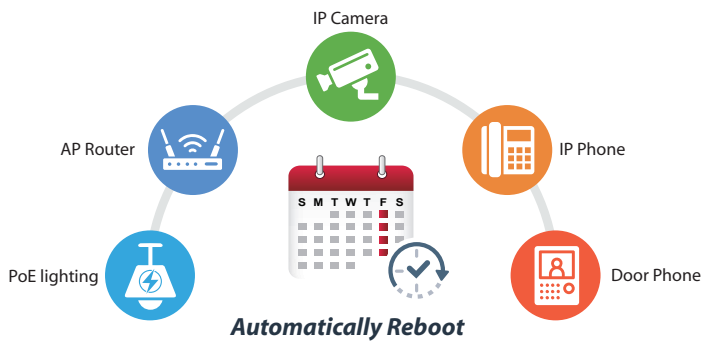 IP Camera
AP Router
IP Phone
S M T W T F S
PoE lighting
Door Phone
Automatically Reboot